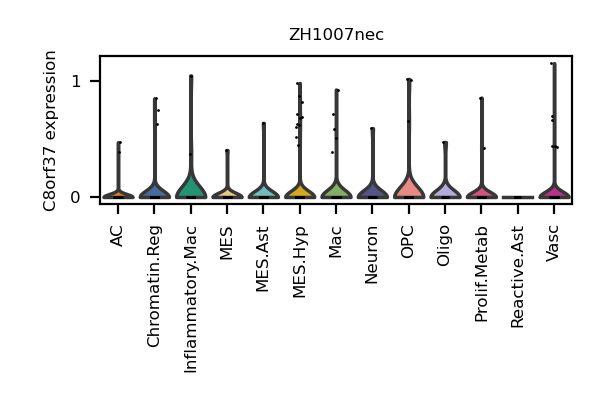 ZH1007nec
C8orf37 expression
1
0
AC
Chromatin.Reg
Inflammatory.Mac
MES
MES.Ast
MES.Hyp
Mac
Neuron
OPC
Oligo
Prolif.Metab
Reactive.Ast
Vasc